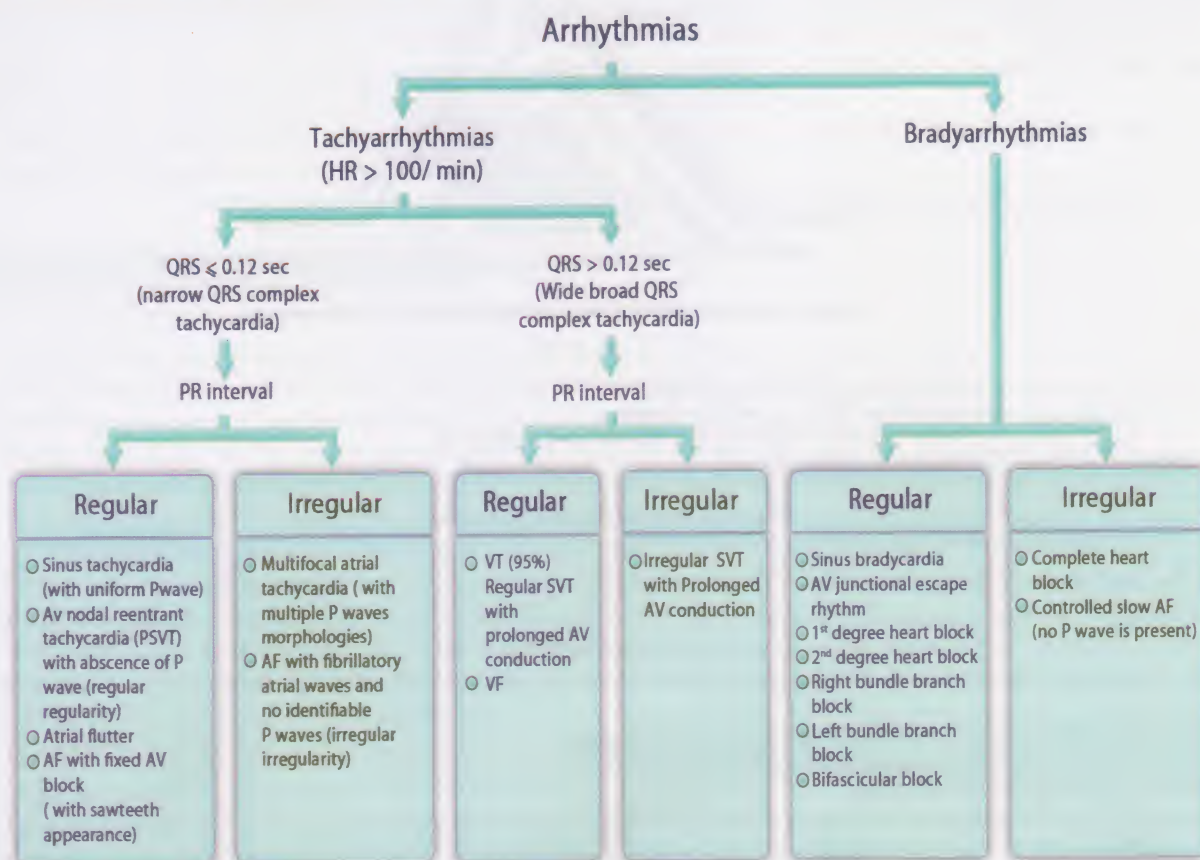 Arrhythmias
Tachyarrhythmias
(HR > 100/ min)
Bradyarrhythmias
QRS ⩽ 0.12 sec
(narrow QRS complex
tachycardia)
QRS > 0.12 sec
(Wide broad QRS
complex tachycardia)
PR interval
PR interval
Regular
○ Sinus tachycardia
(with uniform Pwave)
○ Av nodal reentrant
tachycardia (PSVT)
with abscence of P
wave (regular
regularity)
○ Atrial flutter
○ AF with fixed AV
block
( with sawteeth
appearance)
Irregular
○ Multifocal atrial
tachycardia ( with
multiple P waves
morphologies)
○ AF with fibrillatory
atrial waves and
no identifiable
P waves (irregular
irregularity)
Regular
○ VT (95%)
Regular SVT
with
prolonged AV
conduction
○ VF
Irregular
○ Irregular SVT
with Prolonged
AV conduction
Regular
○ Sinus bradycardia
○ AV junctional escape
rhythm
○ 1st degree heart block
○ 2nd degree heart block
○ Right bundle branch
block
○ Left bundle branch
block
○ Bifascicular block
Irregular
○ Complete heart
block
○ Controlled slow AF
(no P wave is present)